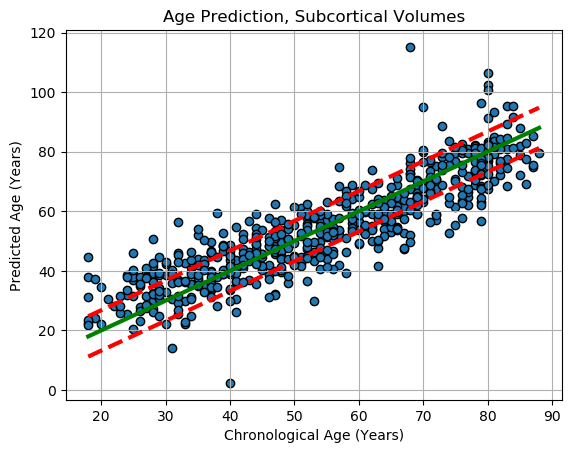 Age Prediction, Subcortical Volumes
120
100
80
60
40
20
0
Predicted Age (Years)
20 30 40 50 60 70 80 90
Chronological Age (Years)